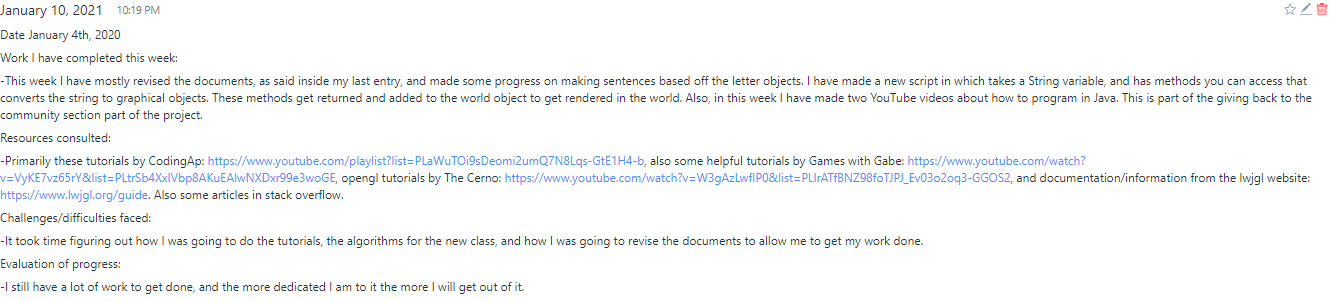 January 10, 2021 10:19 PM
Date January 4th, 2020
Work I have completed this week:
-This week I have mostly revised the documents, as said inside my last entry, and made some progress on making sentences based off the letter objects. I have made a new script in which takes a String variable, and has methods you can access that
converts the string to graphical objects. These methods get returned and added to the world object to get rendered in the world. Also, in this week I have made two YouTube videos about how to program in Java. This is part of the giving back to the
community section part of the project.
Resources consulted:
-Primarily these tutorials by CodingAp: https://www.youtube.com/playlist?list=PLaWuTOi9sDeomi2umQ7N8Lqs-GtE1H4-b, also some helpful tutorials by Games with Gabe: https://www.youtube.com/watch?
v=VyKE7vz65rY&list=PLtrSb4XxIVbp8AKuEAlwNXDxr99e3woGE, opengl tutorials by The Cerno: https://www.youtube.com/watch?v=W3gAzLwfIP0&list=PLlrATfBNZ98foTJPJ_Ev03o2oq3-GGOS2, and documentation/information from the lwjgl website:
https://www.lwjgl.org/guide. Also some articles in stack overflow.
Challenges/difficulties faced:
-It took time figuring out how I was going to do the tutorials, the algorithms for the new class, and how I was going to revise the documents to allow me to get my work done.
Evaluation of progress:
-I still have a lot of work to get done, and the more dedicated I am to it the more I will get out of it.